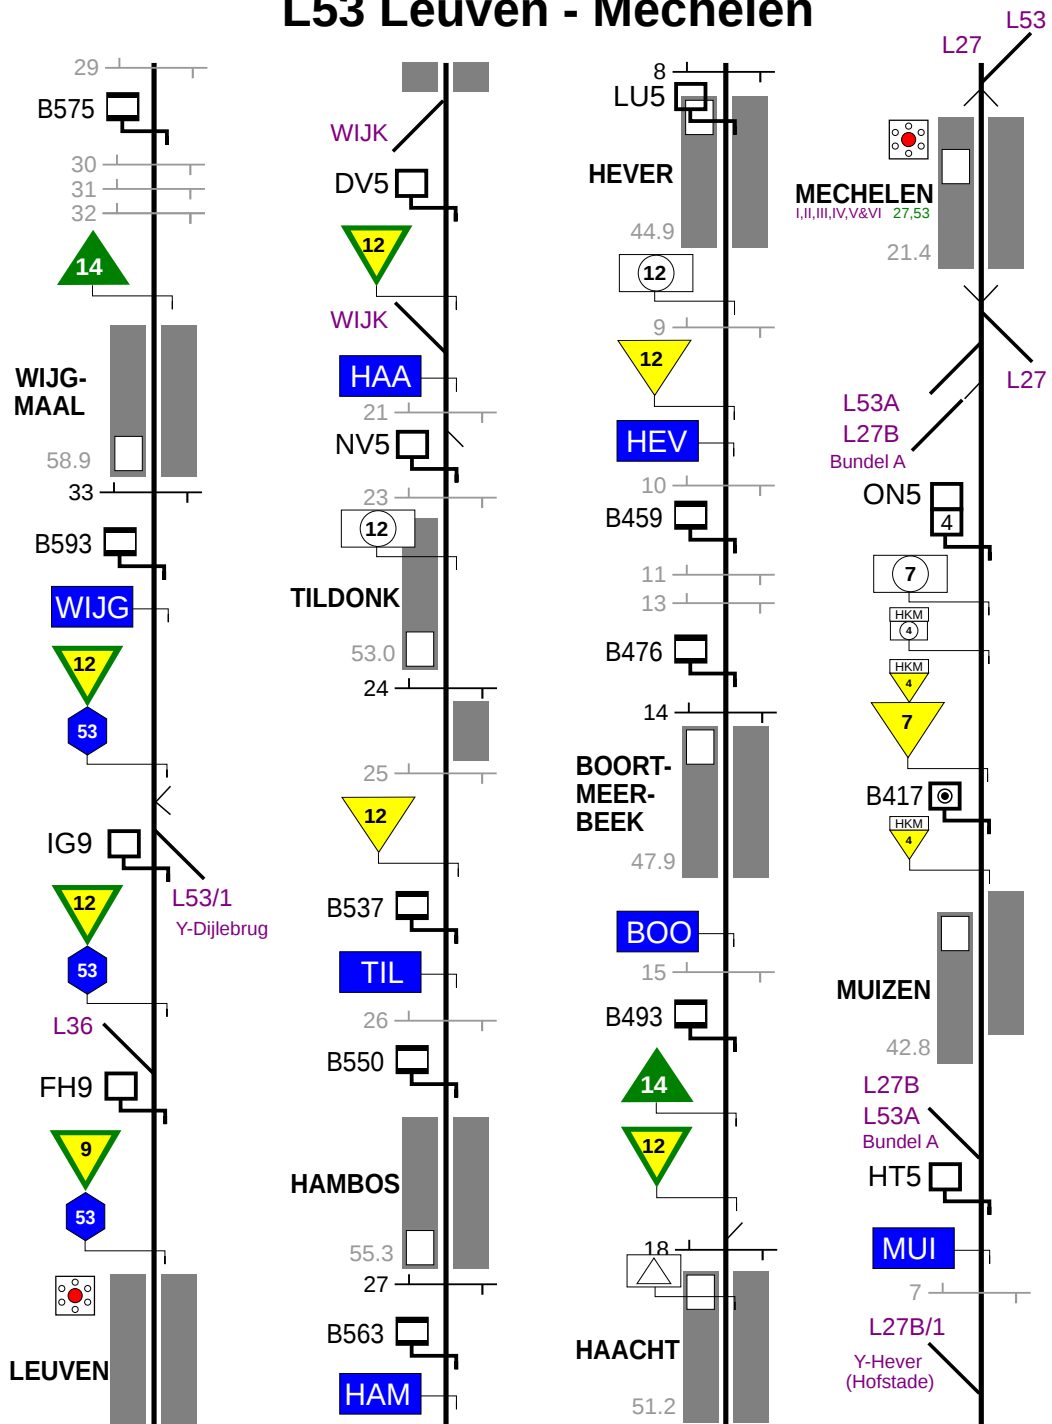 L53 Leuven - Mechelen
29
B575
30
31
32
14
WIJG-
MAAL
58.9
33
B593
WIJG
12
53
IG9
L53/1
Y-Dijlebrug
12
53
L36
FH9
9
53
LEUVEN
WIJK
DV5
12
WIJK
HAA
21
NV5
23
12
TILDONK
53.0
24
25
12
B537
TIL
26
B550
HAMBOS
55.3
27
B563
HAM
8
LU5
HEVER
44.9
12
9
12
HEV
10
B459
11
13
B476
14
BOORT-
MEER-
BEEK
47.9
BOO
15
B493
14
12
18
HAACHT
51.2
L53
L27
MECHELEN
I,II,III,IV,V&VI 27,53
21.4
L27
L53A
L27B
Bundel A
ON5
4
7
HKM
4
HKM
4
7
B417
HKM
4
MUIZEN
42.8
L27B
L53A
Bundel A
HT5
MUI
7
L27B/1
Y-Hever
(Hofstade)